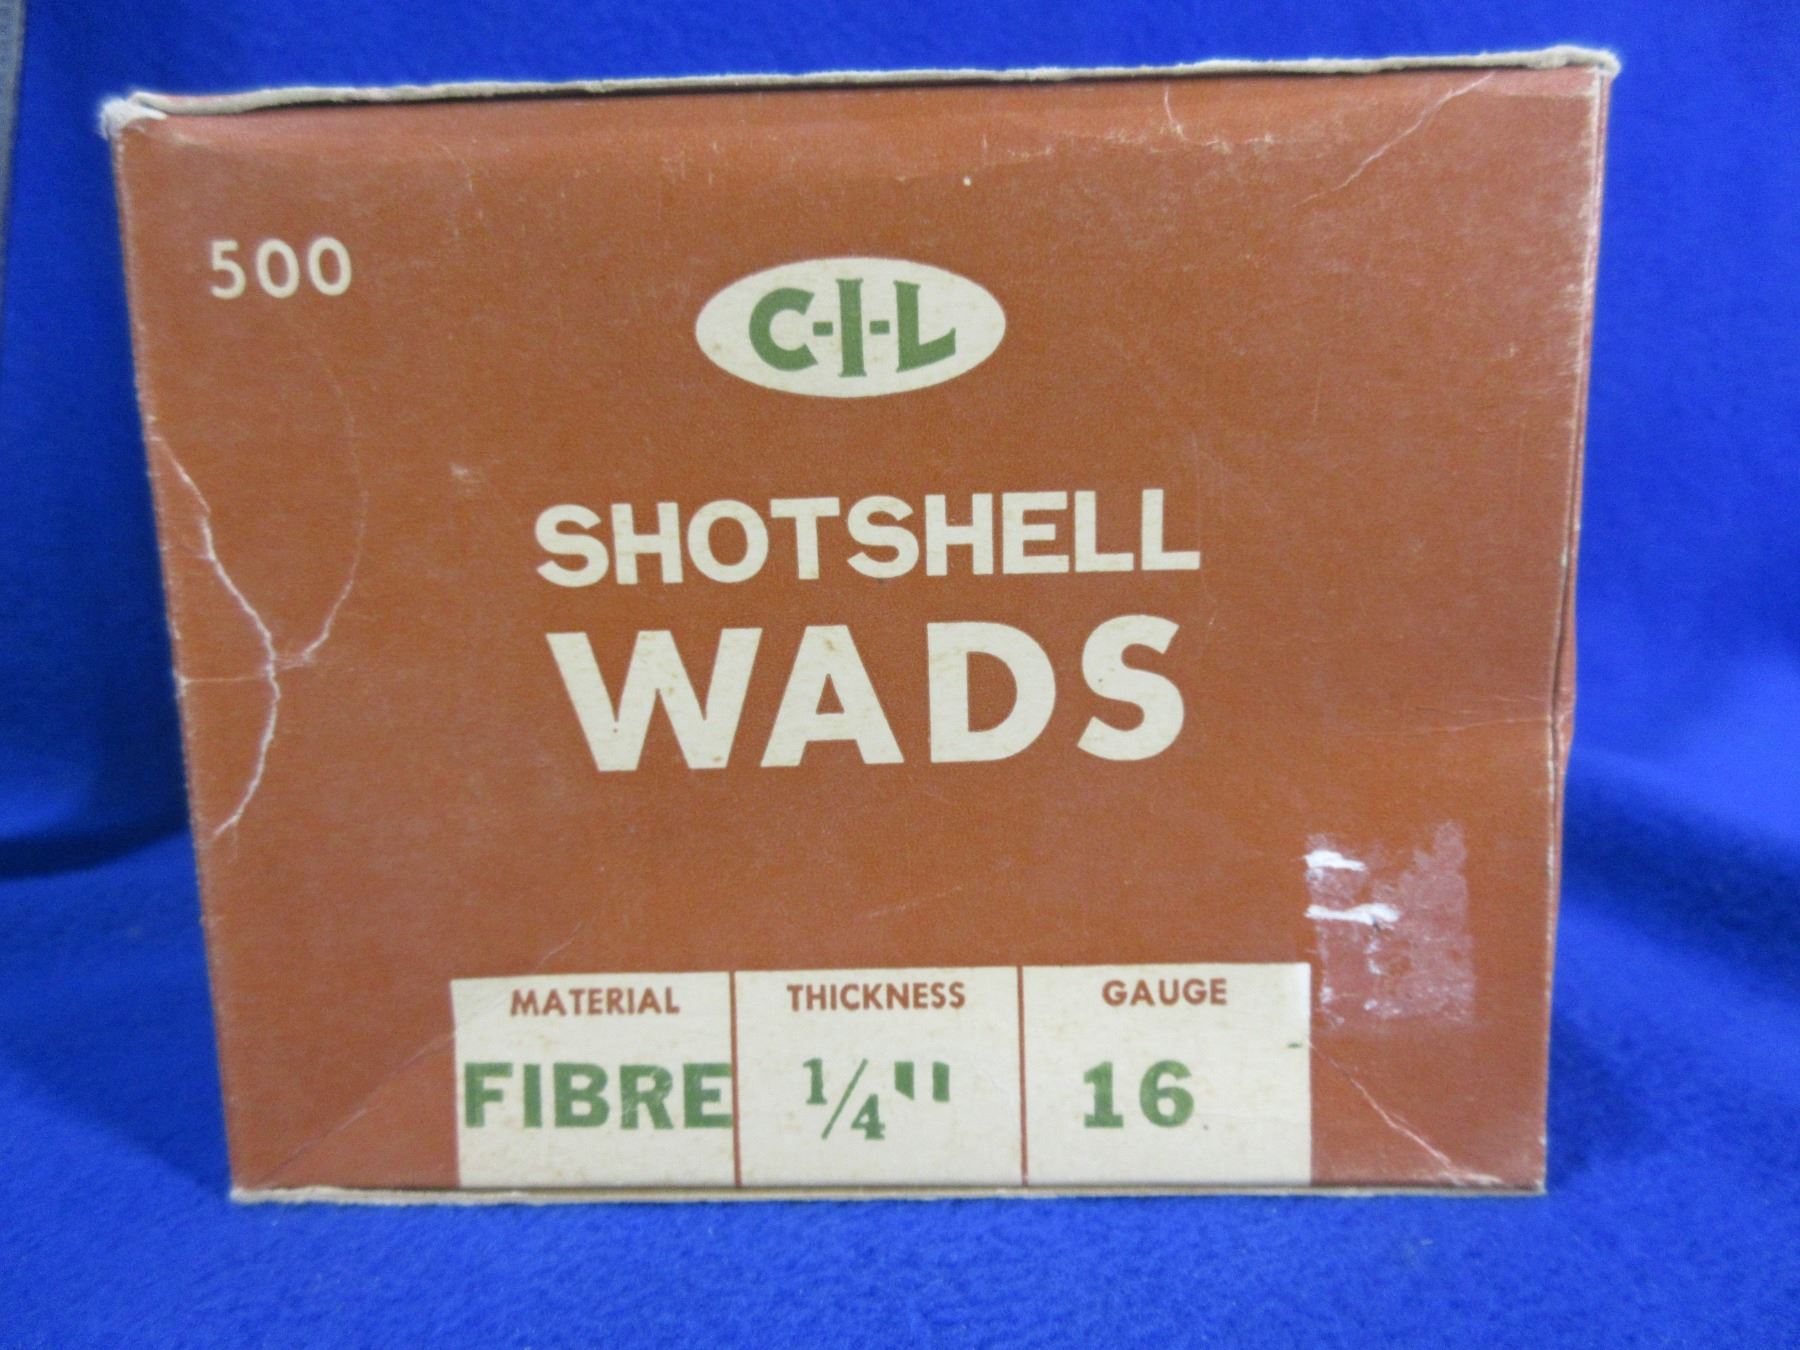 500
C-I-L
SHOTSHELL
WADS
MATERIAL THICKNESS GAUGE
FIBRE 1/4" 16